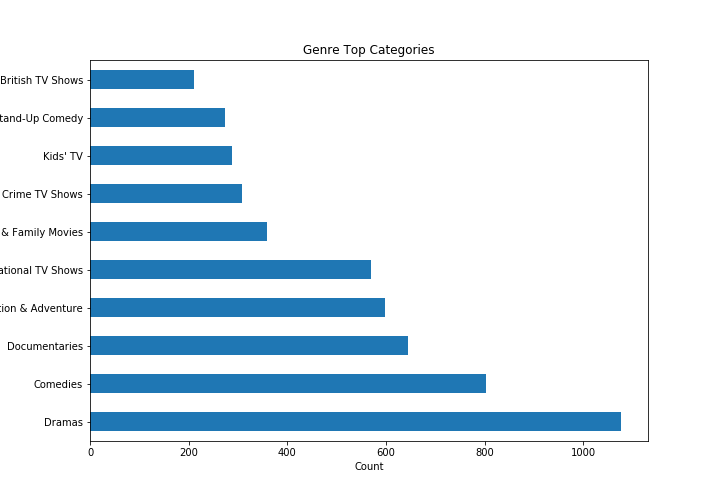 Genre Top Categories
British TV Shows
tand-Up Comedy
Kids' TV
Crime TV Shows
& Family Movies
ational TV Shows
tion & Adventure
Documentaries
Comedies
Dramas
0 200 400 600 800 1000
Count